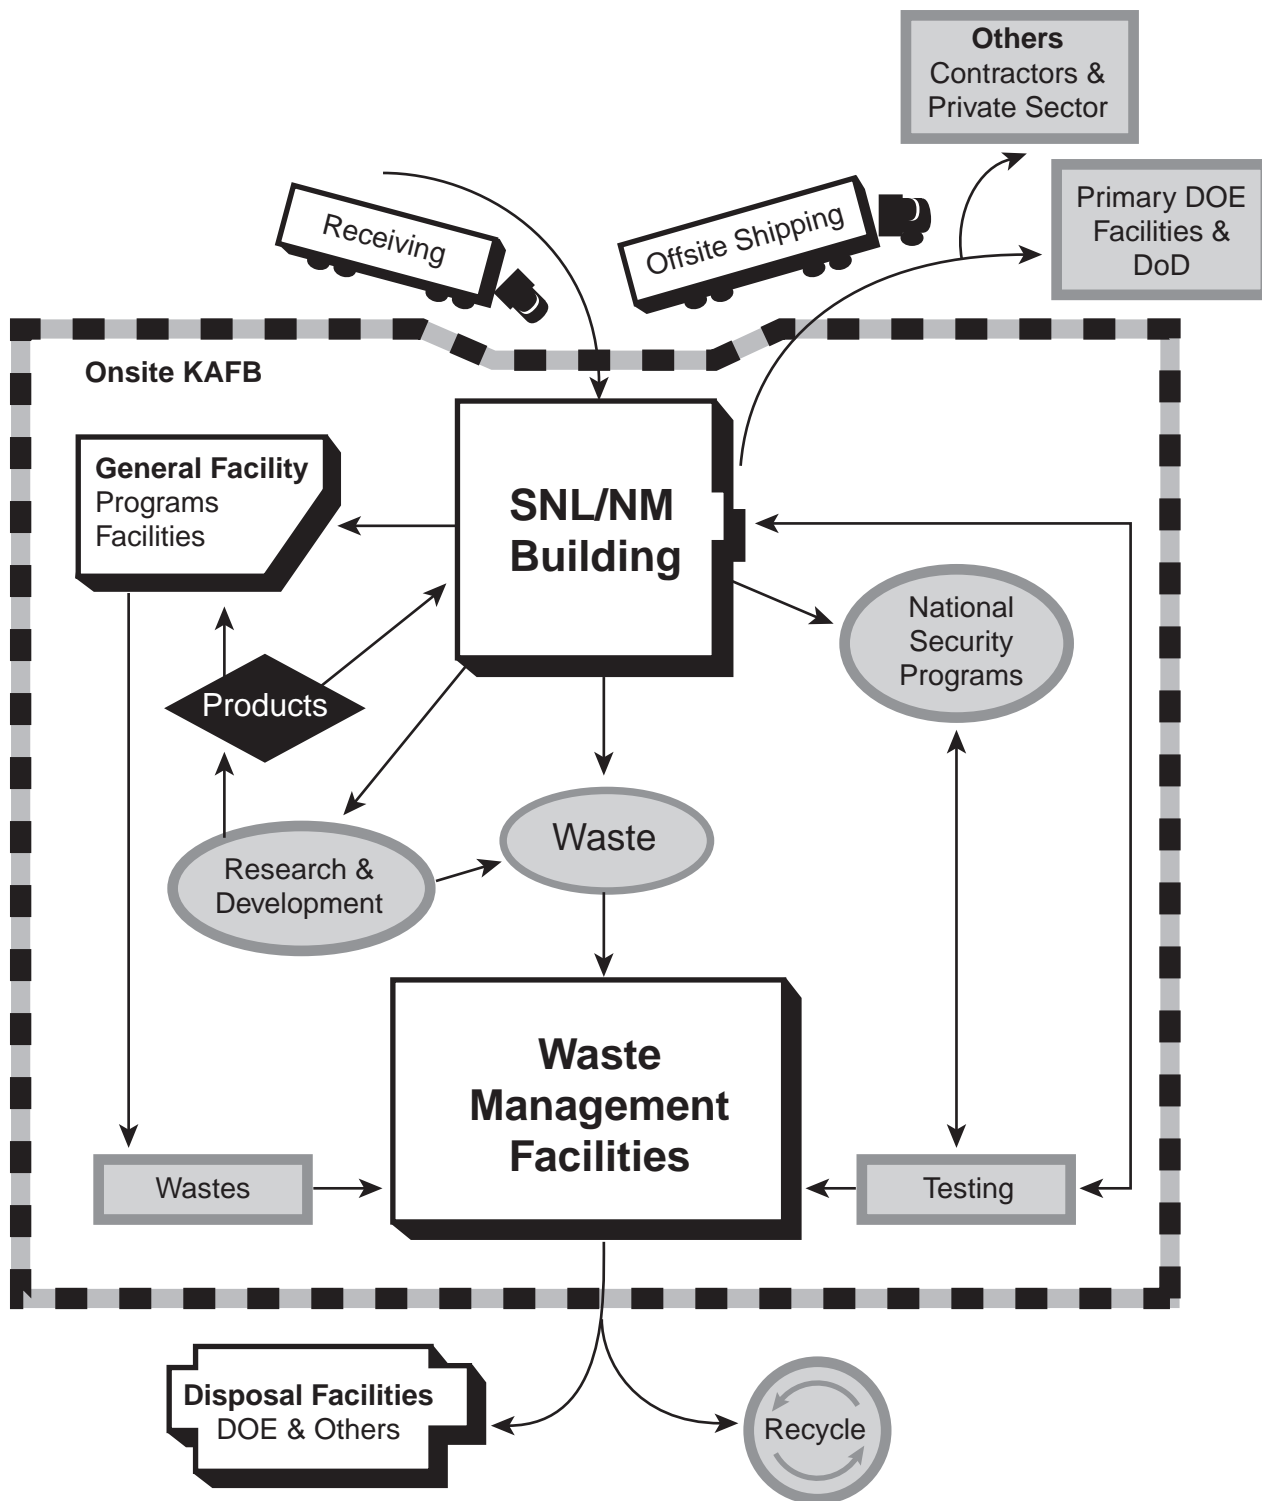 Others
Contractors &
Private Sector
Primary DOE
Facilities &
DoD
Receiving
Offsite Shipping
Onsite KAFB
General Facility
Programs
Facilities
SNL/NM
Building
National
Security
Programs
Products
Waste
Research &
Development
Waste
Management
Facilities
Wastes
Testing
Disposal Facilities
DOE & Others
Recycle